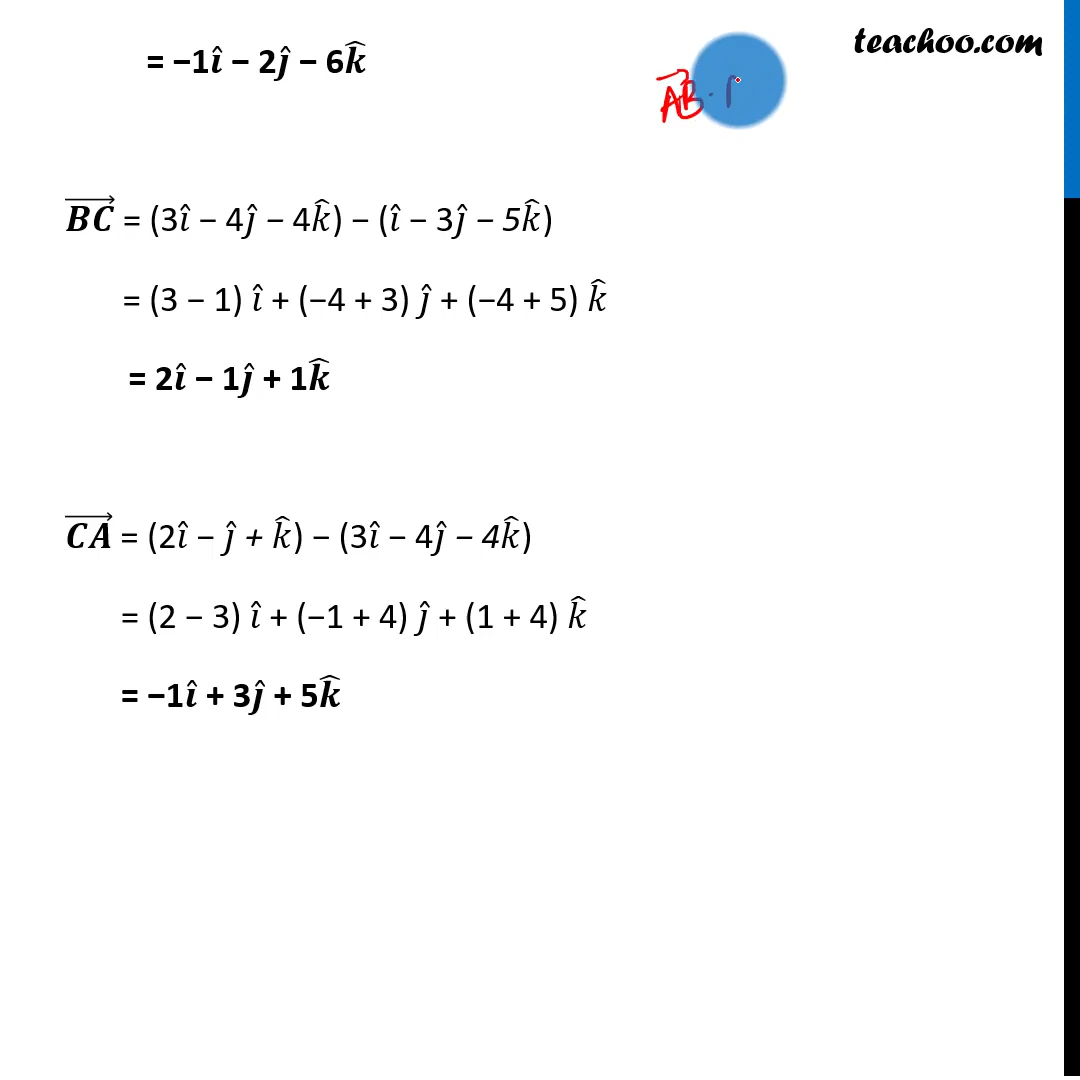 teachoo.com
= −1î − 2ĵ − 6k̂
AB ·
BC = (3î − 4ĵ − 4k̂) − (î − 3ĵ − 5k̂)
= (3 − 1) î + (−4 + 3) ĵ + (−4 + 5) k̂
= 2î − 1ĵ + 1k̂
CA = (2î − ĵ + k̂) − (3î − 4ĵ − 4k̂)
= (2 − 3) î + (−1 + 4) ĵ + (1 + 4) k̂
= −1î + 3ĵ + 5k̂